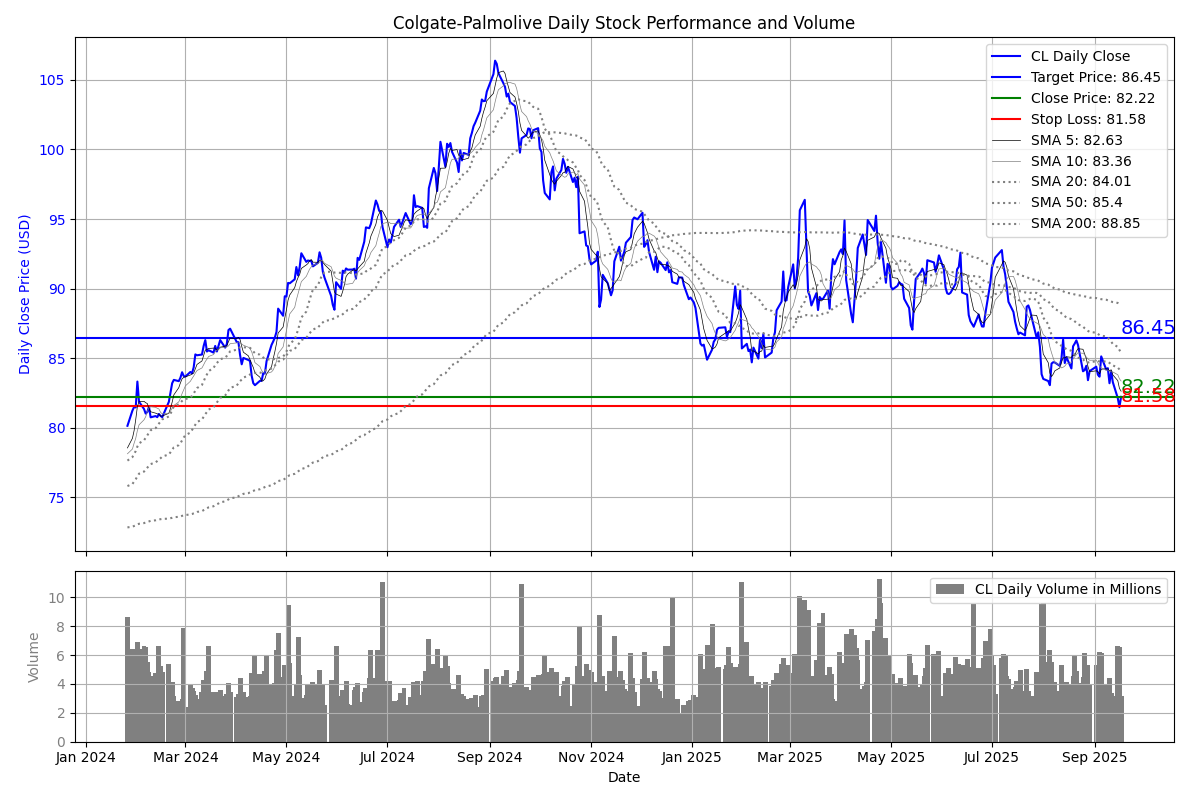 Colgate-Palmolive Daily Stock Performance and Volume
Daily Close Price (USD)
105
100
95
90
85
80
75
CL Daily Close
Target Price: 86.45
Close Price: 82.22
Stop Loss: 81.58
SMA 5: 82.63
SMA 10: 83.36
SMA 20: 84.01
SMA 50: 85.4
SMA 200: 88.85
86.45
82.22
81.58
Volume
10
8
6
4
2
0
CL Daily Volume in Millions
Jan 2024 Mar 2024 May 2024 Jul 2024 Sep 2024 Nov 2024 Jan 2025 Mar 2025 May 2025 Jul 2025 Sep 2025
Date